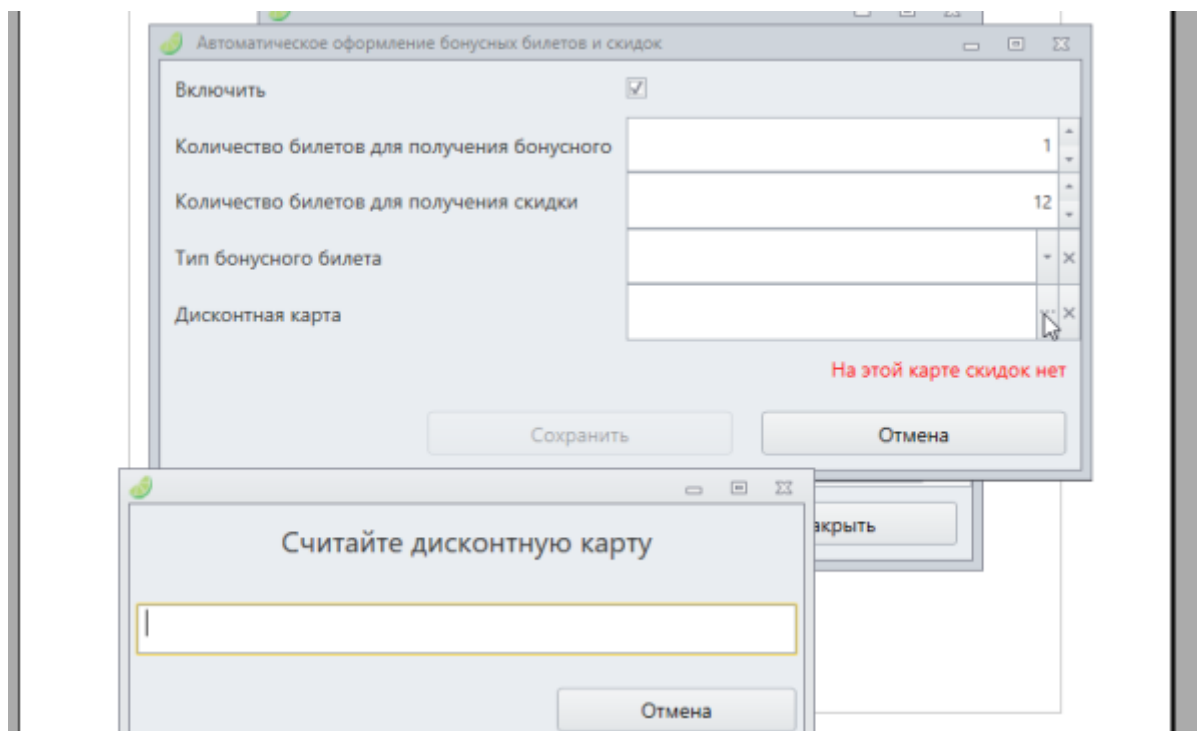 Автоматическое оформление бонусных билетов и скидок
Включить
Количество билетов для получения бонусного 1
Количество билетов для получения скидки 12
Тип бонусного билета
Дисконтная карта
На этой карте скидок нет
Сохранить Отмена
акрыть
Считайте дисконтную карту
Отмена